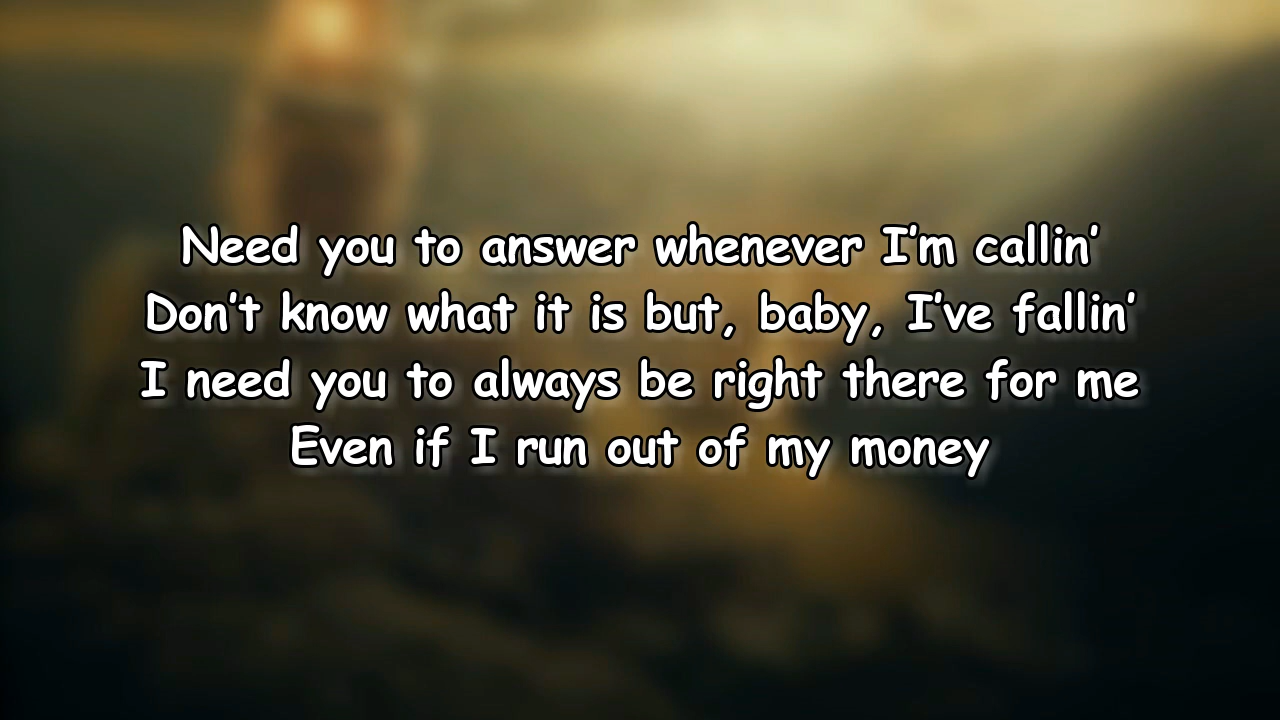 Need you to answer whenever I'm callin'
Don't know what it is but, baby, I've fallin'
I need you to always be right there for me
Even if I run out of my money